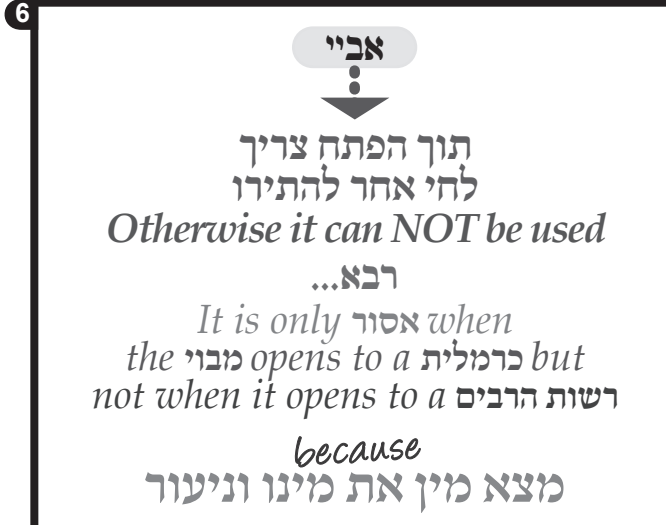 6
אביי
תוך הפתח צריך
לחי אחר להתירו
Otherwise it can NOT be used
רבא...
It is only אסור when
the מבוי opens to a כרמלית but
not when it opens to a רשות הרבים
because
מצא מין את מינו וניעור